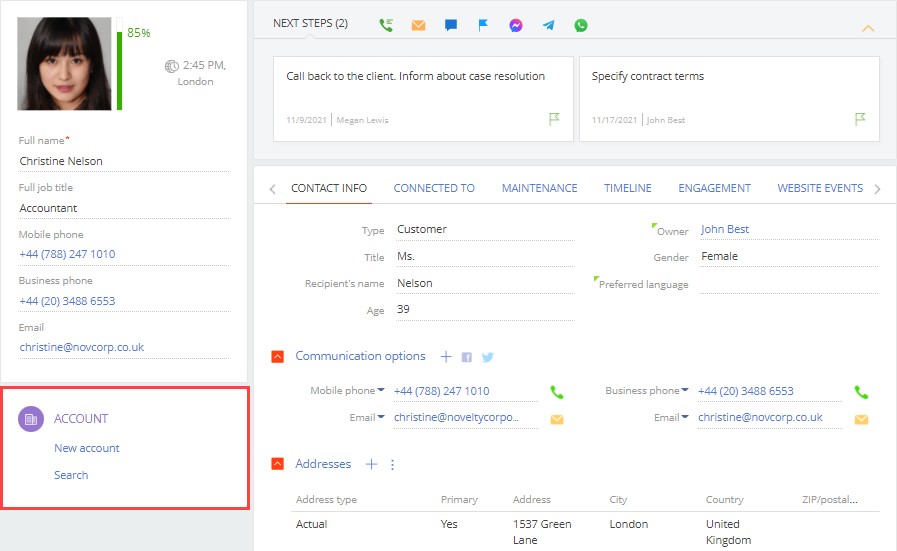 85%
2:45 PM,
London
Full name*
Christine Nelson
Full job title
Accountant
Mobile phone
+44 (788) 247 1010
Business phone
+44 (20) 3488 6553
Email
christine@novcorp.co.uk
ACCOUNT
New account
Search
NEXT STEPS (2)
Call back to the client. Inform about case resolution
11/9/2021 | Megan Lewis
Specify contract terms
11/17/2021 | John Best
CONTACT INFO CONNECTED TO MAINTENANCE TIMELINE ENGAGEMENT WEBSITE EVENTS
Type Customer
Owner John Best
Title Ms.
Gender Female
Recipient's name Nelson
Preferred language
Age 39
Communication options
Mobile phone +44 (788) 247 1010
Business phone +44 (20) 3488 6553
Email christine@noveltycorpo...
Email christine@novcorp.co.uk
Addresses
Address type Primary Address City Country ZIP/postal...
Actual Yes 1537 Green London United
Lane Kingdom